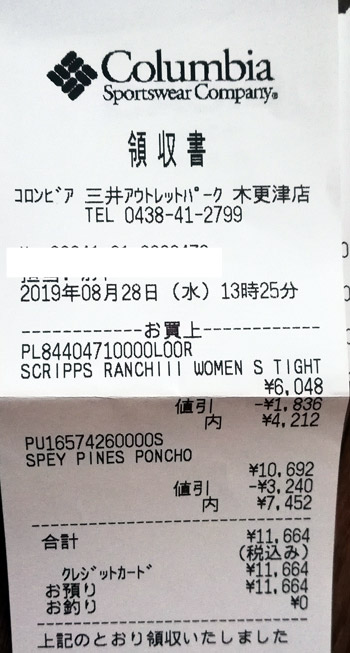 Columbia
Sportswear Company®
領収書
コロンビア 三井アウトレットパーク 木更津店
TEL 0438-41-2799
2019年08月28日（水）13時25分
お買上
PL84404710000L00R
SCRIPPS RANCHIII WOMEN S TIGHT
¥6,048
値引 -¥1,836
内 ¥4,212
PU16574260000S
SPEY PINES PONCHO
¥10,692
値引 -¥3,240
内 ¥7,452
合計 ¥11,664
(税込み)
クレジットカード ¥11,664
お預り ¥11,664
お釣り ¥0
上記のとおり領収いたしました